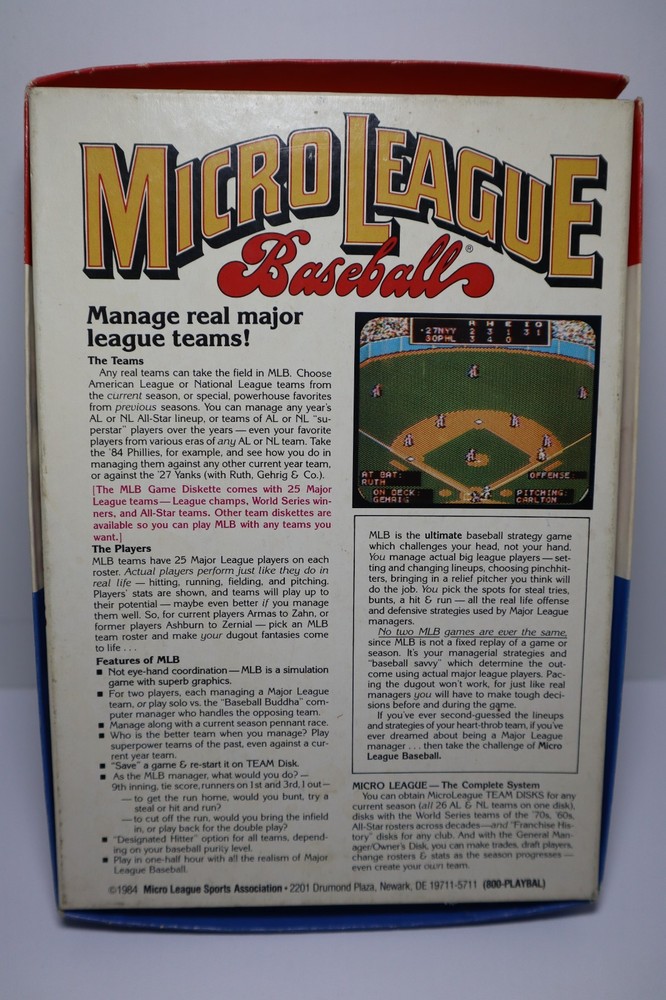 MICRO LEAGUE
Baseball®
Manage real major
league teams!
The Teams
Any real teams can take the field in MLB. Choose
American League or National League teams from
the current season, or special, powerhouse favorites
from previous seasons. You can manage any year's
AL or NL All-Star lineup, or teams of AL or NL "su-
perstar" players over the years — even your favorite
players from various eras of any AL or NL team. Take
the '84 Phillies, for example, and see how you do in
managing them against any other current year team,
or against the '27 Yanks (with Ruth, Gehrig & Co.).
[The MLB Game Diskette comes with 25 Major
League teams — League champs, World Series win-
ners, and All-Star teams. Other team diskettes are
available so you can play MLB with any teams you
want.]
The Players
MLB teams have 25 Major League players on each
roster. Actual players perform just like they do in
real life — hitting, running, fielding, and pitching.
Players' stats are shown, and teams will play up to
their potential — maybe even better if you manage
them well. So, for current players Armas to Zahn, or
former players Ashburn to Zernial — pick an MLB
team roster and make your dugout fantasies come
to life . . .
Features of MLB
■ Not eye-hand coordination — MLB is a simulation
game with superb graphics.
■ For two players, each managing a Major League
team, or play solo vs. the "Baseball Buddha" com-
puter manager who handles the opposing team.
■ Manage along with a current season pennant race.
■ Who is the better team when you manage? Play
superpower teams of the past, even against a cur-
rent year team.
■ "Save" a game & re-start it on TEAM Disk.
■ As the MLB manager, what would you do? —
9th inning, tie score, runners on 1st and 3rd, 1 out —
— to get the run home, would you bunt, try a
steal or hit and run?
— to cut off the run, would you bring the infield
in, or play back for the double play?
■ "Designated Hitter" option for all teams, depend-
ing on your baseball purity level.
■ Play in one-half hour with all the realism of Major
League Baseball.
R H E I O
'27NYY 2 3 1 3 1
80PHL 3 4 0
AT BAT:
RUTH
ON DECK:
GEHRIG
OFFENSE:
PITCHING:
CARLTON
MLB is the ultimate baseball strategy game
which challenges your head, not your hand.
You manage actual big league players — set-
ting and changing lineups, choosing pinchhit-
ters, bringing in a relief pitcher you think will
do the job. You pick the spots for steal tries,
bunts, a hit & run — all the real life offense
and defensive strategies used by Major League
managers.
No two MLB games are ever the same,
since MLB is not a fixed replay of a game or
season. It's your managerial strategies and
"baseball savvy" which determine the out-
come using actual major league players. Pac-
ing the dugout won't work, for just like real
managers you will have to make tough deci-
sions before and during the game.
If you've ever second-guessed the lineups
and strategies of your heart-throb team, if you've
ever dreamed about being a Major League
manager . . . then take the challenge of Micro
League Baseball.
MICRO LEAGUE — The Complete System
You can obtain MicroLeague TEAM DISKS for any
current season (all 26 AL & NL teams on one disk),
disks with the World Series teams of the '70s, '60s,
All-Star rosters across decades — and "Franchise His-
tory" disks for any club. And with the General Man-
ager/Owner's Disk, you can make trades, draft players,
change rosters & stats as the season progresses —
even create your own team.
©1984 Micro League Sports Association • 2201 Drumond Plaza, Newark, DE 19711-5711 (800-PLAYBAL)